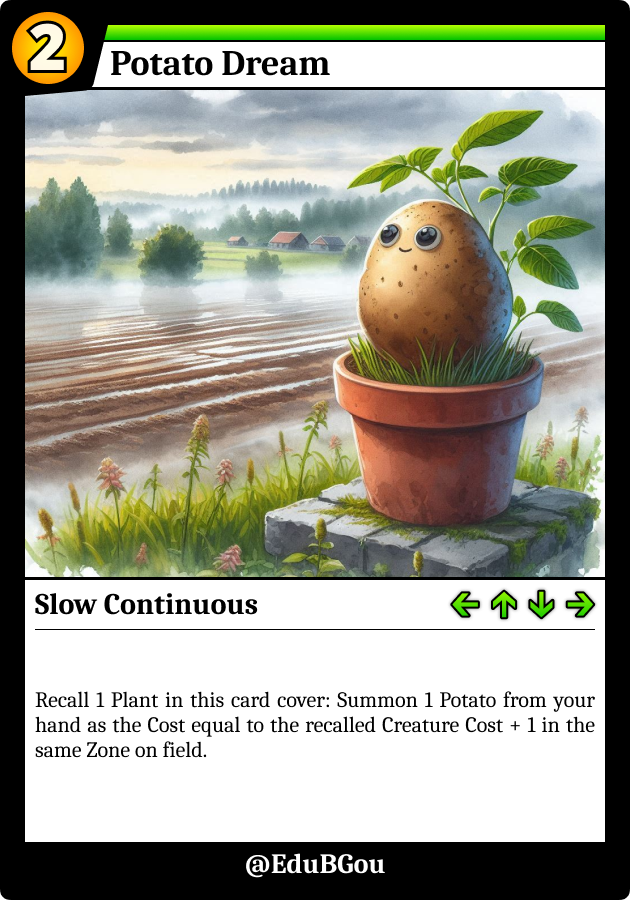 2
Potato Dream
Slow Continuous
Recall 1 Plant in this card cover: Summon 1 Potato from your
hand as the Cost equal to the recalled Creature Cost + 1 in the
same Zone on field.
@EduBGou